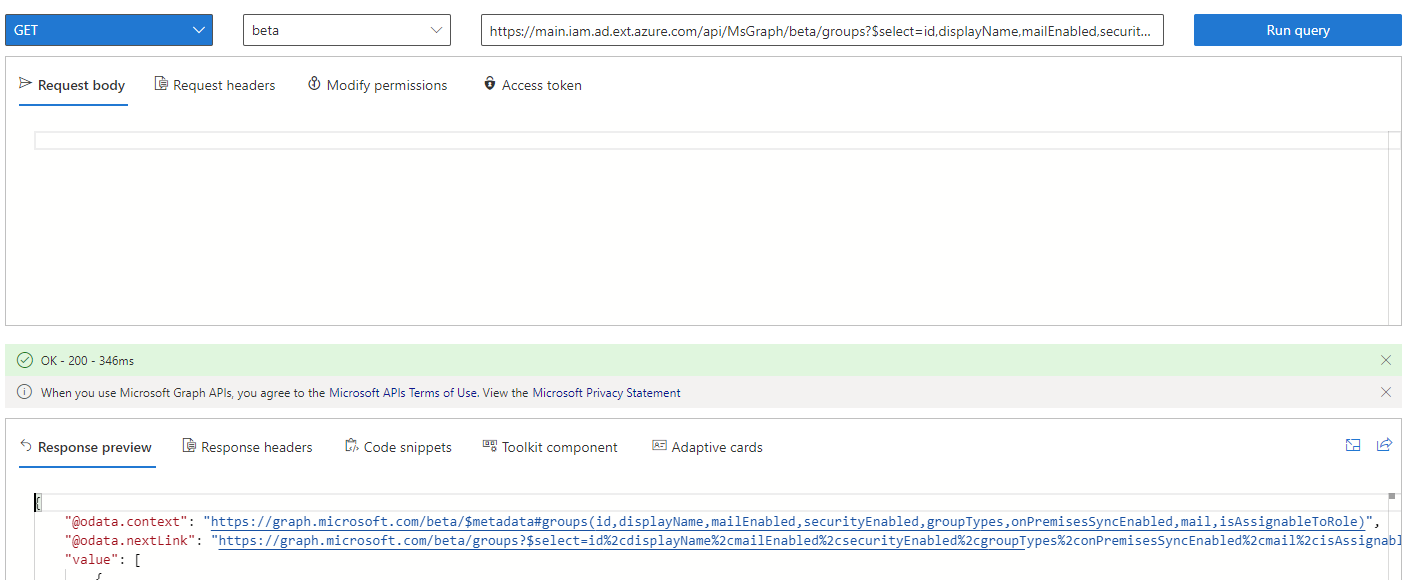 GET beta https://main.iam.ad.ext.azure.com/api/MsGraph/beta/groups?$select=id,displayName,mailEnabled,securit... Run query
Request body Request headers Modify permissions Access token
OK - 200 - 346ms
When you use Microsoft Graph APIs, you agree to the Microsoft APIs Terms of Use. View the Microsoft Privacy Statement
Response preview Response headers Code snippets Toolkit component Adaptive cards
{
"@odata.context": "https://graph.microsoft.com/beta/$metadata#groups(id,displayName,mailEnabled,securityEnabled,groupTypes,onPremisesSyncEnabled,mail,isAssignableToRole)",
"@odata.nextLink": "https://graph.microsoft.com/beta/groups?$select=id%2cdisplayName%2cmailEnabled%2csecurityEnabled%2cgroupTypes%2conPremisesSyncEnabled%2cmail%2cisAssignabl
"value": [
{